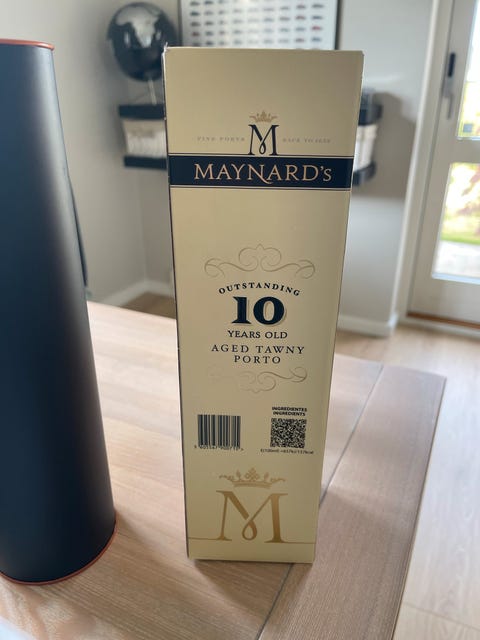 FINE PORTS
M
MAYNARD'S
OUTSTANDING
10
YEARS OLD
AGED TAWNY
PORTO
INGREDIENTES
INGREDIENTS
M